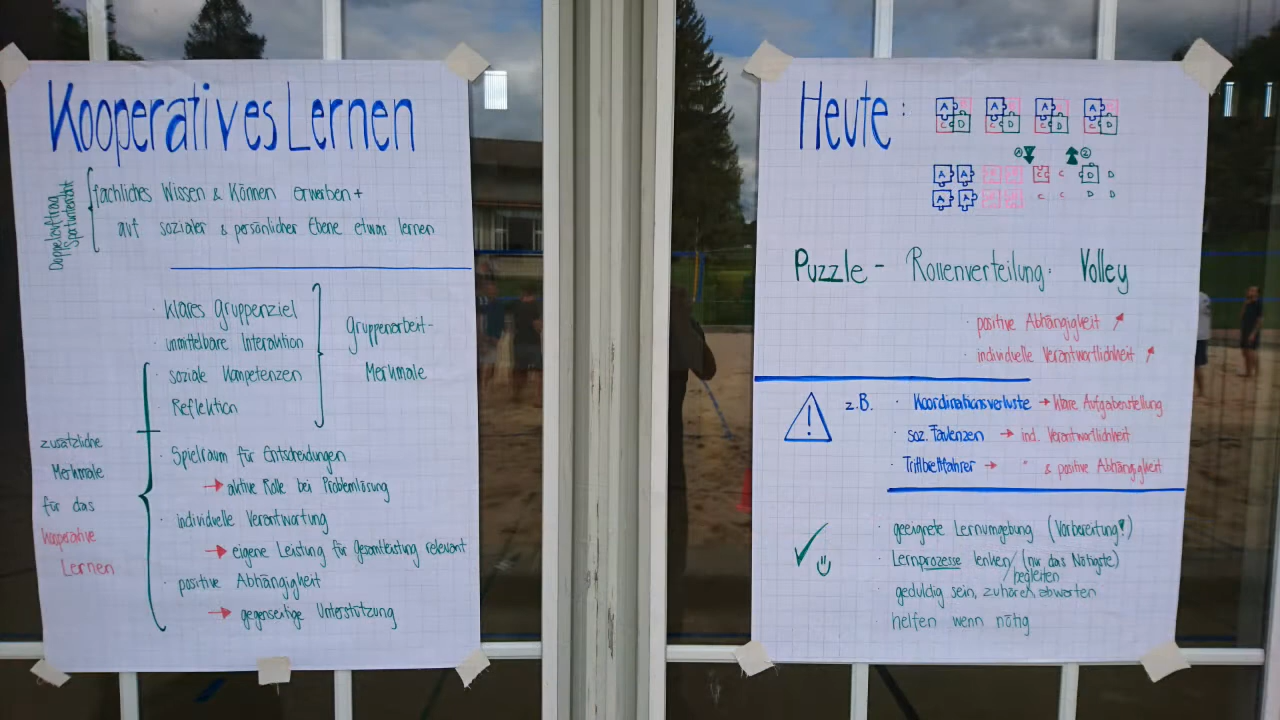 Kooperatives Lernen
Doppelauftrag
Sportunterricht
fachliches Wissen & Können erwerben +
auf sozialer & persönlicher Ebene etwas lernen
· klares Gruppenziel
· unmittelbare Interaktion
· soziale Kompetenzen
· Reflektion
Gruppenarbeit-
Merkmale
zusätzliche
Merkmale
für das
kooperative
Lernen
· Spielraum für Entscheidungen
→ aktive Rolle bei Problemlösung
· individuelle Verantwortung
→ eigene Leistung für Gesamtleistung relevant
· positive Abhängigkeit
→ gegenseitige Unterstützung
Heute:
A B A B A B A B
C D C D C D C D
① ②
A A B B C C D D
A A B B C C D D
Puzzle - Rollenverteilung: Volley
· positive Abhängigkeit ↗
· individuelle Verantwortlichkeit ↗
! z.B. · Koordinationsverluste → klare Aufgabenstellung
· soz. Faulenzen → ind. Verantwortlichkeit
· Trittbettfahrer → " & positive Abhängigkeit
· geeignete Lernumgebung (Vorbereitung!)
· Lernprozesse lenken/begleiten (nur das Nötigste)
· geduldig sein, zuhören, abwarten
· helfen wenn nötig